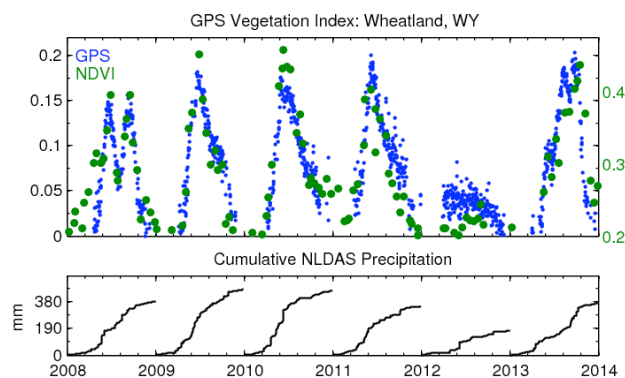 GPS Vegetation Index: Wheatland, WY
GPS
NDVI
0.2
0.15
0.1
0.05
0
0.4
0.3
0.2
Cumulative NLDAS Precipitation
mm
380
190
0
2008 2009 2010 2011 2012 2013 2014